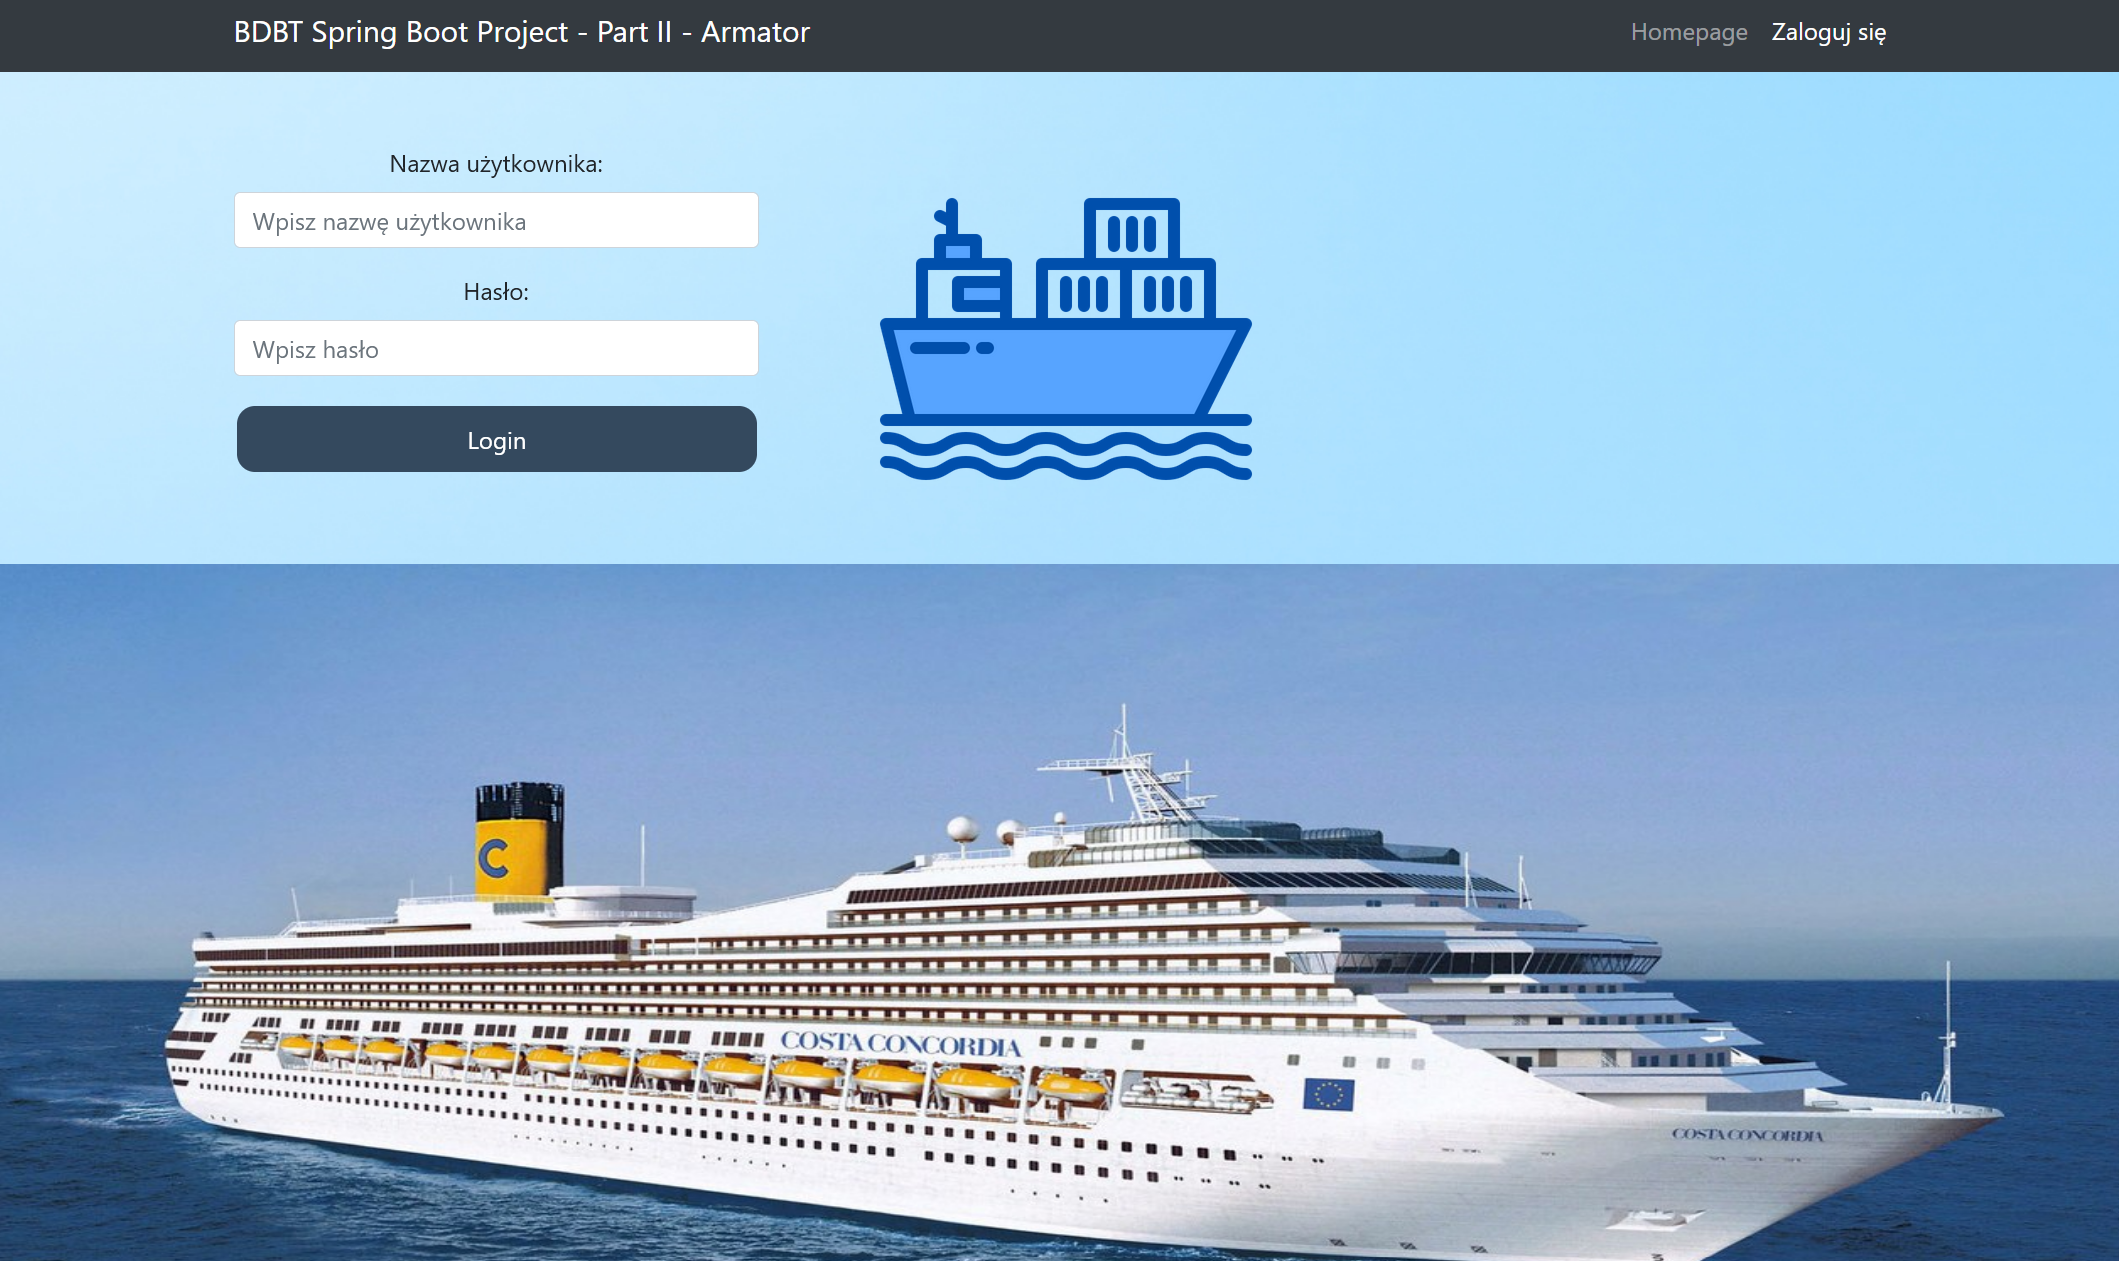 BDBT Spring Boot Project - Part II - Armator
Homepage
Zaloguj się
Nazwa użytkownika:
Wpisz nazwę użytkownika
Hasło:
Wpisz hasło
Login
C
COSTA CONCORDIA
COSTA CONCORDIA